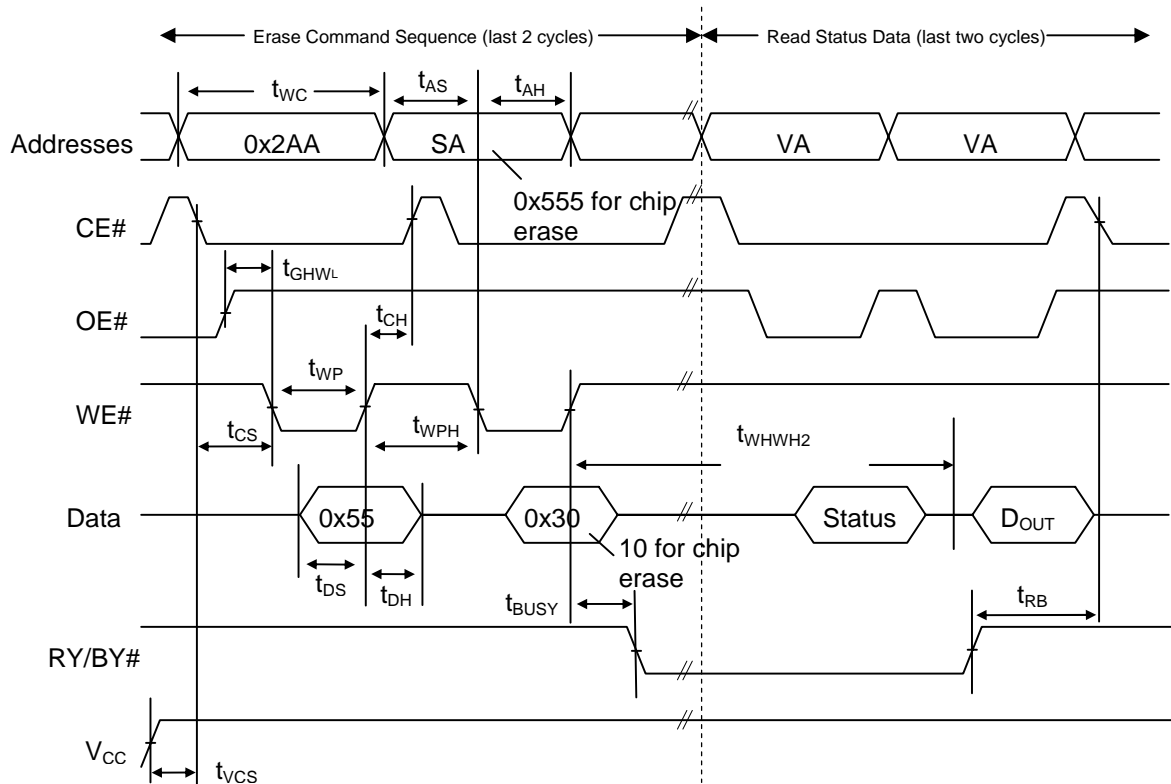 Erase Command Sequence (last 2 cycles) Read Status Data (last two cycles)
tWC tAS tAH
Addresses 0x2AA SA VA VA
0x555 for chip
erase
CE#
tGHWL
OE#
tCH
tWP
WE#
tCS tWPH tWHWH2
Data 0x55 0x30 Status DOUT
10 for chip
erase
tDS tDH
tBUSY tRB
RY/BY#
VCC
tVCS